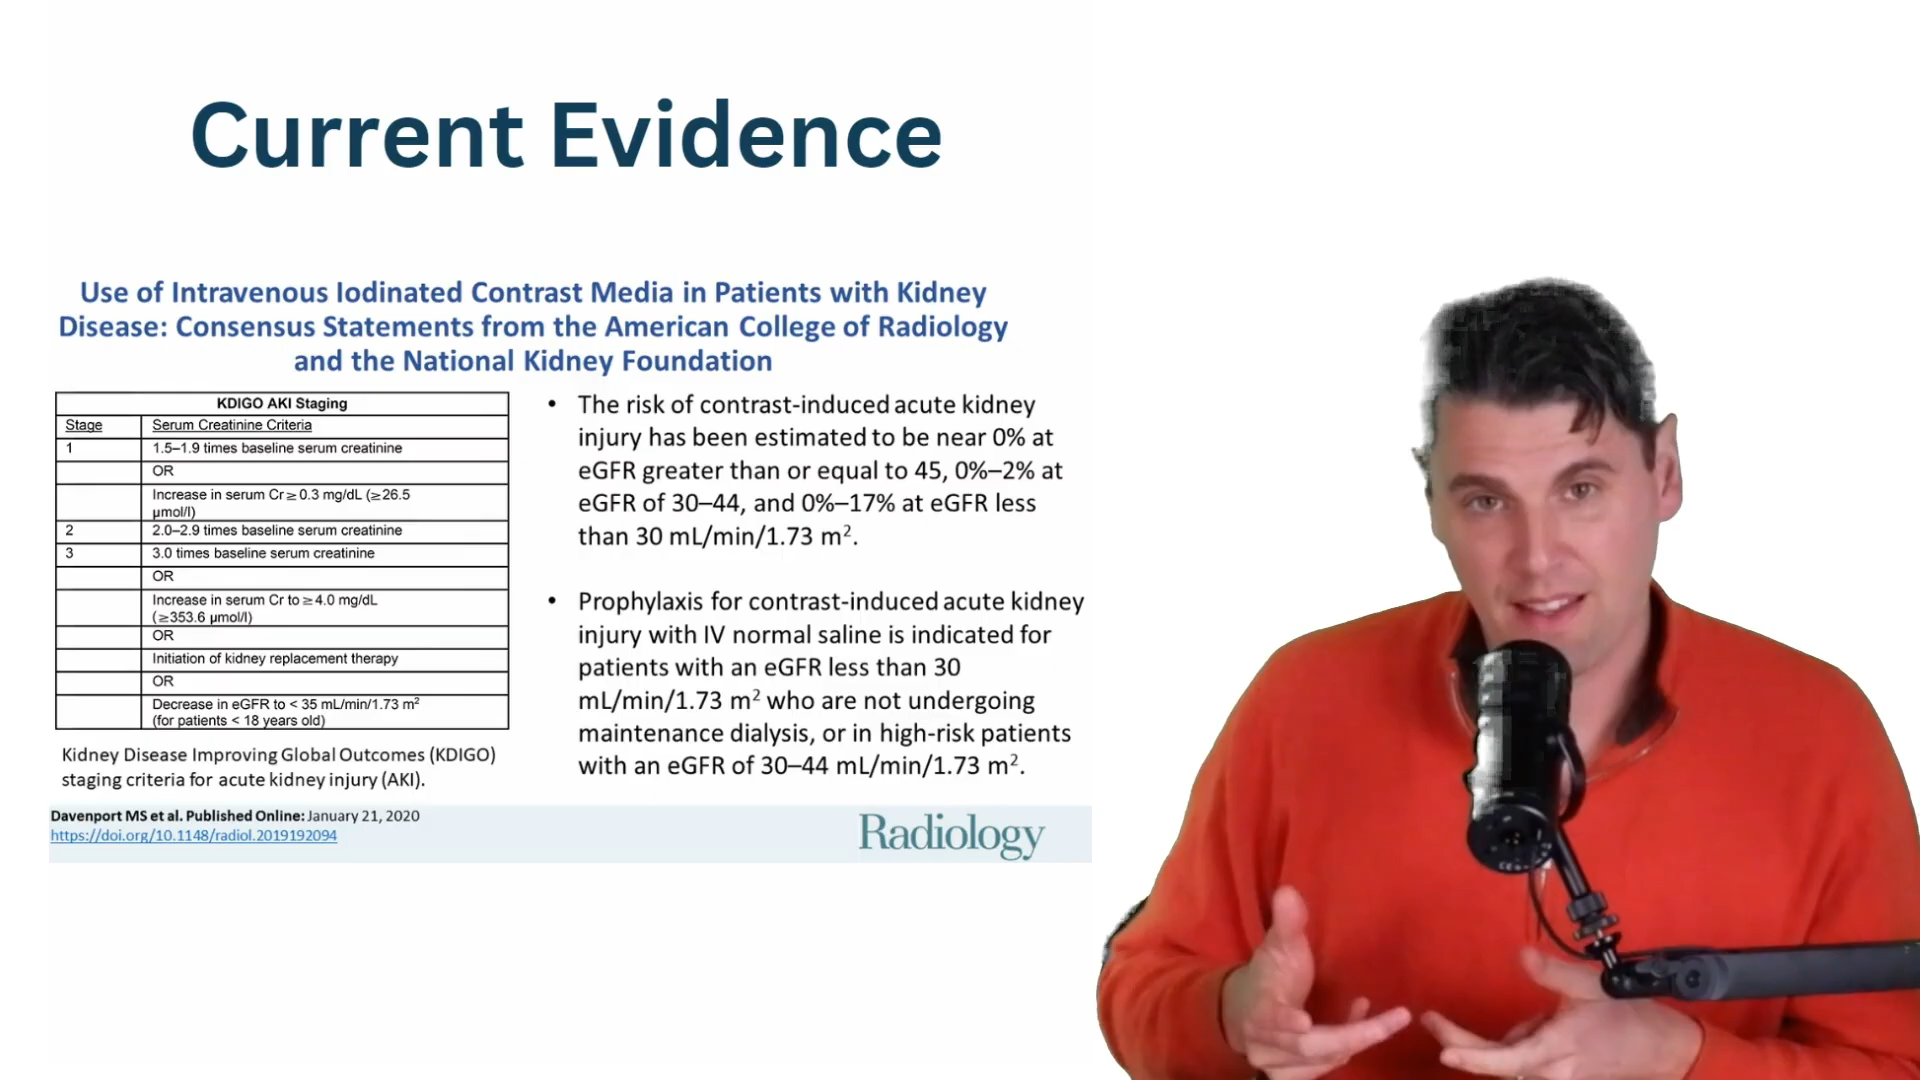 Current Evidence
Use of Intravenous Iodinated Contrast Media in Patients with Kidney
Disease: Consensus Statements from the American College of Radiology
and the National Kidney Foundation
KDIGO AKI Staging
Stage Serum Creatinine Criteria
1 1.5–1.9 times baseline serum creatinine
OR
Increase in serum Cr ≥ 0.3 mg/dL (≥26.5
µmol/l)
2 2.0–2.9 times baseline serum creatinine
3 3.0 times baseline serum creatinine
OR
Increase in serum Cr to ≥ 4.0 mg/dL
(≥353.6 µmol/l)
OR
Initiation of kidney replacement therapy
OR
Decrease in eGFR to < 35 mL/min/1.73 m²
(for patients < 18 years old)
Kidney Disease Improving Global Outcomes (KDIGO)
staging criteria for acute kidney injury (AKI).
• The risk of contrast-induced acute kidney
injury has been estimated to be near 0% at
eGFR greater than or equal to 45, 0%–2% at
eGFR of 30–44, and 0%–17% at eGFR less
than 30 mL/min/1.73 m².
• Prophylaxis for contrast-induced acute kidney
injury with IV normal saline is indicated for
patients with an eGFR less than 30
mL/min/1.73 m² who are not undergoing
maintenance dialysis, or in high-risk patients
with an eGFR of 30–44 mL/min/1.73 m².
Davenport MS et al. Published Online: January 21, 2020
https://doi.org/10.1148/radiol.2019192094
Radiology